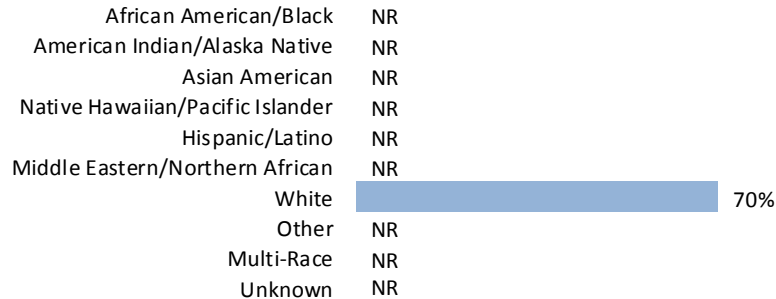 African American/Black NR
American Indian/Alaska Native NR
Asian American NR
Native Hawaiian/Pacific Islander NR
Hispanic/Latino NR
Middle Eastern/Northern African NR
White 70%
Other NR
Multi-Race NR
Unknown NR